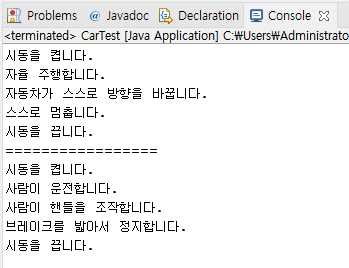 Problems @ Javadoc Declaration Console
<terminated> CarTest [Java Application] C:₩Users₩Administrato
시동을 켭니다.
자율 주행합니다.
자동차가 스스로 방향을 바꿉니다.
스스로 멈춥니다.
시동을 끕니다.
=================
시동을 켭니다.
사람이 운전합니다.
사람이 핸들을 조작합니다.
브레이크를 밟아서 정지합니다.
시동을 끕니다.